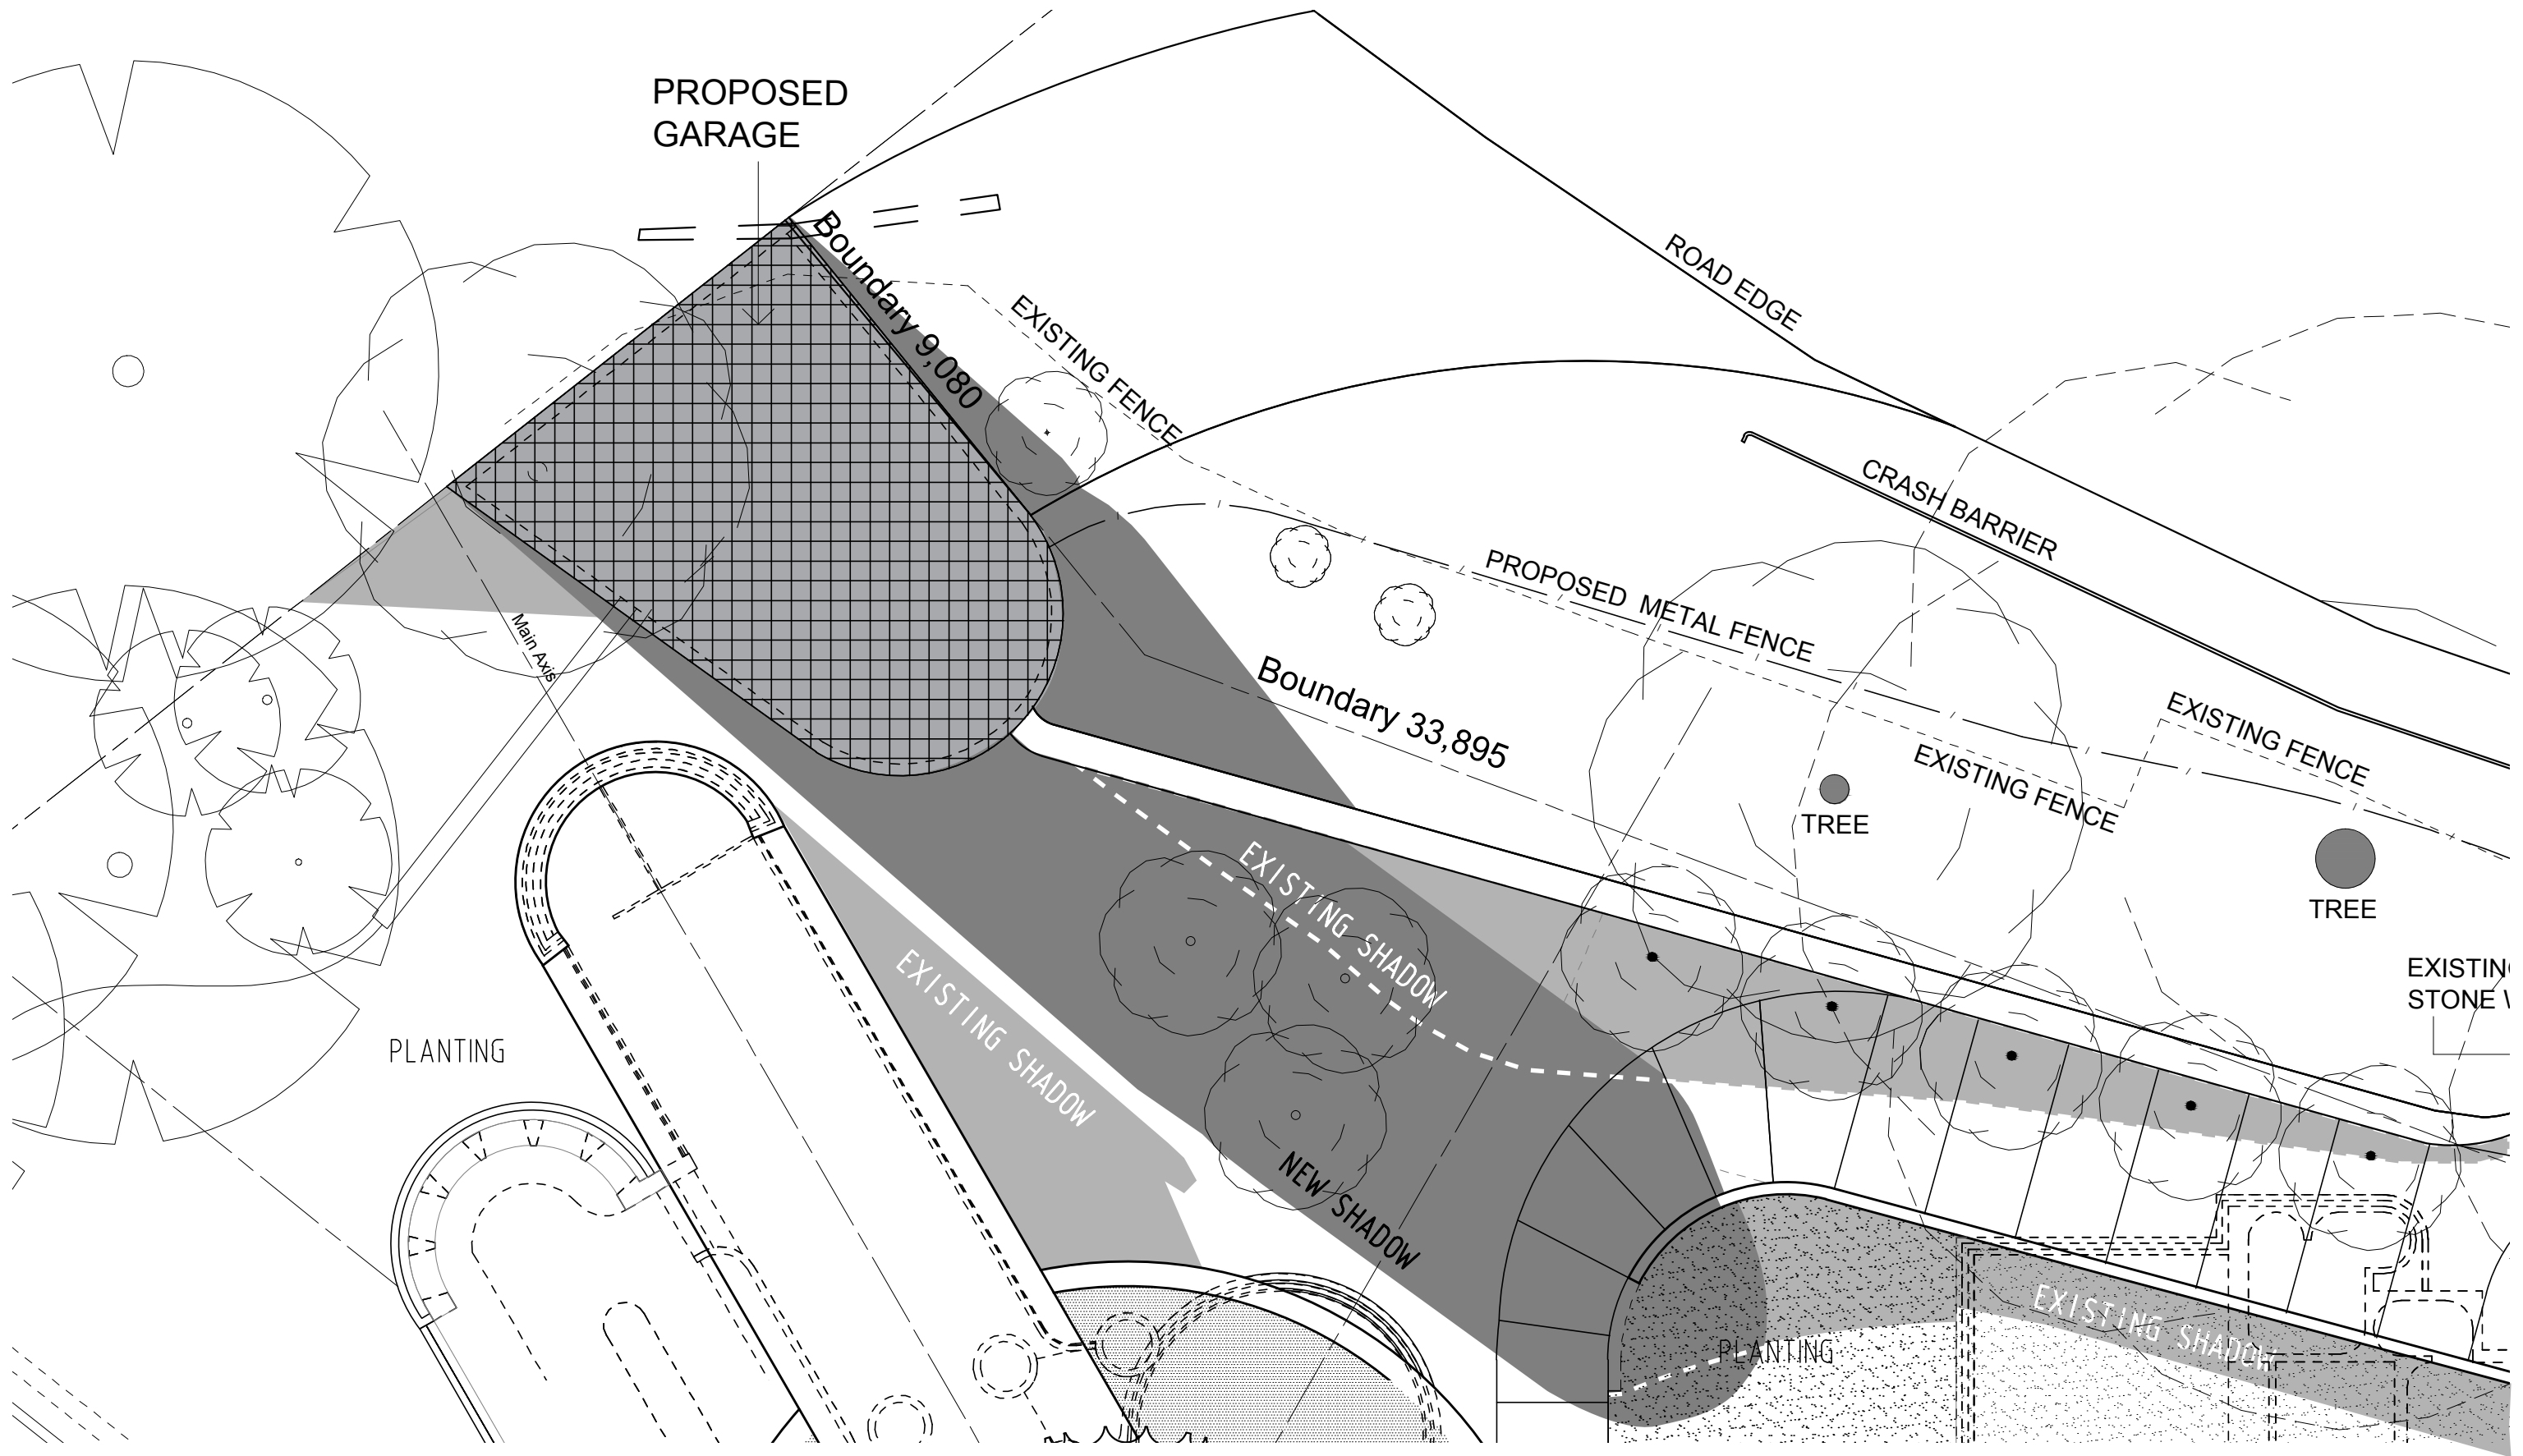 PROPOSED
GARAGE
Boundary 9,080
EXISTING FENCE
ROAD EDGE
CRASH BARRIER
PROPOSED METAL FENCE
Boundary 33,895
EXISTING FENCE
EXISTING FENCE
TREE
TREE
Main Axis
EXISTING SHADOW
EXISTING SHADOW
STONE
PLANTING
NEW SHADOW
EXISTING SHADOW
PLANTING